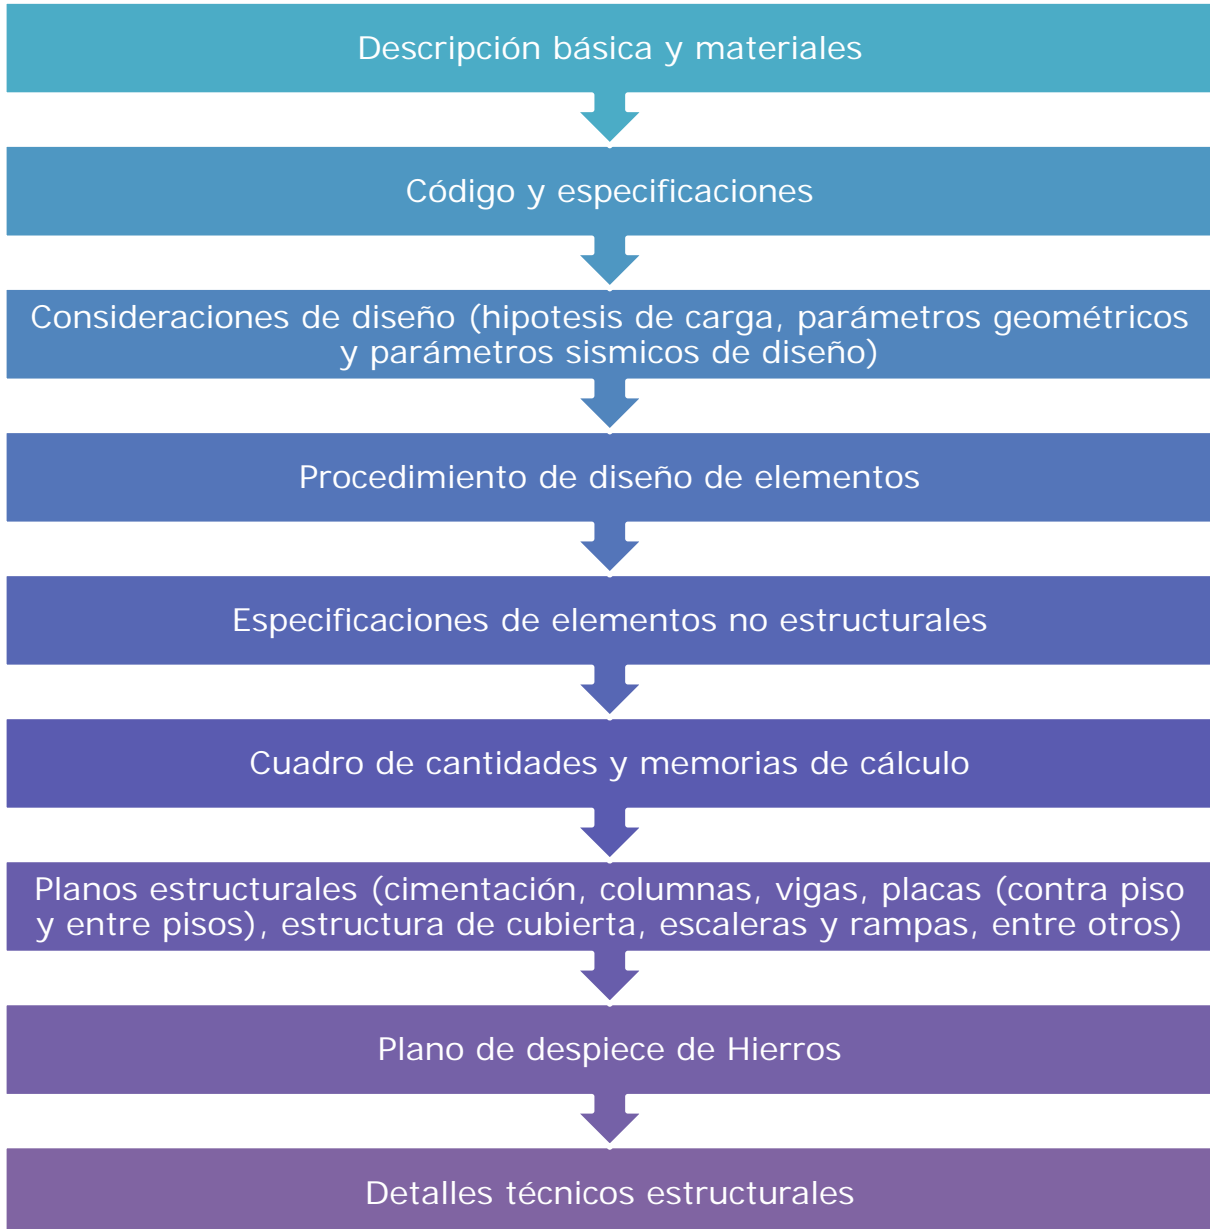 Descripción básica y materiales
Código y especificaciones
Consideraciones de diseño (hipotesis de carga, parámetros geométricos
y parámetros sismicos de diseño)
Procedimiento de diseño de elementos
Especificaciones de elementos no estructurales
Cuadro de cantidades y memorias de cálculo
Planos estructurales (cimentación, columnas, vigas, placas (contra piso
y entre pisos), estructura de cubierta, escaleras y rampas, entre otros)
Plano de despiece de Hierros
Detalles técnicos estructurales